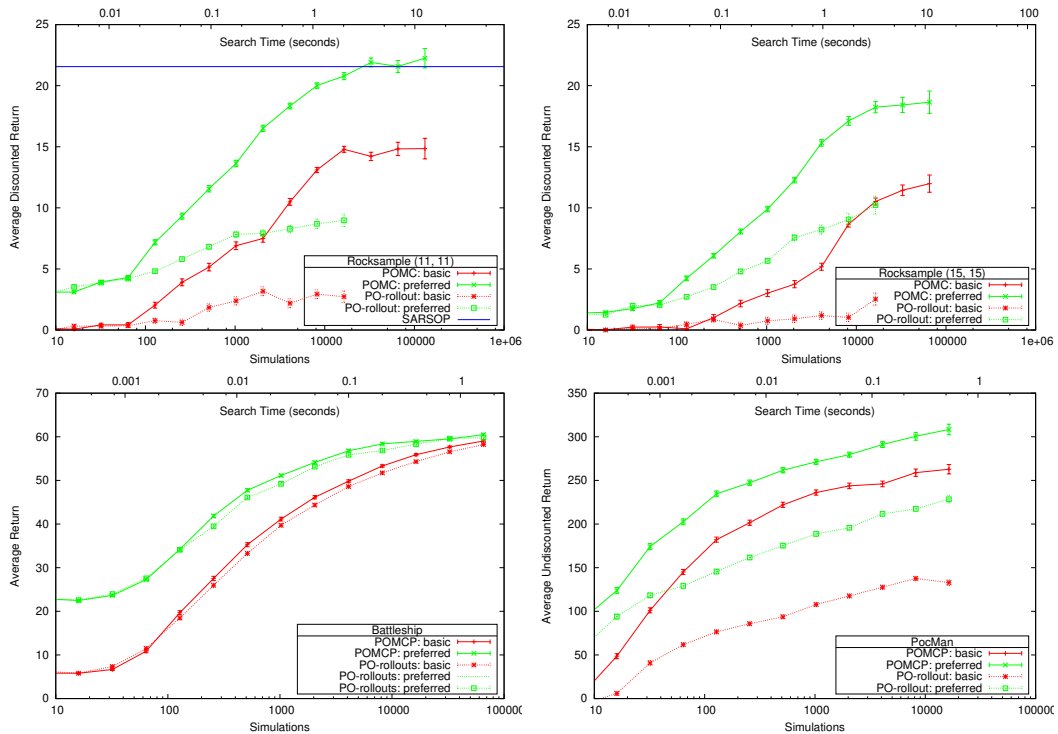 0.01 0.1 1 10 100
Search Time (seconds)
25
20
15
10
5
0
Average Discounted Return
Rocksample (11, 11)
POMC: basic
POMC: preferred
PO-rollout: basic
PO-rollout: preferred
SARSOP
10 100 1000 10000 100000 1e+06
Simulations
0.01 0.1 1 10 100
Search Time (seconds)
25
20
15
10
5
0
Average Discounted Return
Rocksample (15, 15)
POMC: basic
POMC: preferred
PO-rollout: basic
PO-rollout: preferred
10 100 1000 10000 100000 1e+06
Simulations
0.001 0.01 0.1 1
Search Time (seconds)
70
60
50
40
30
20
10
0
Average Return
Battleship
POMCP: basic
POMCP: preferred
PO-rollouts: basic
PO-rollouts: preferred
PO-rollouts: preferred
10 100 1000 10000 100000
Simulations
0.001 0.01 0.1 1
Search Time (seconds)
350
300
250
200
150
100
50
0
Average Undiscounted Return
PocMan
POMCP: basic
POMCP: preferred
PO-rollout: basic
PO-rollout: preferred
10 100 1000 10000 100000
Simulations